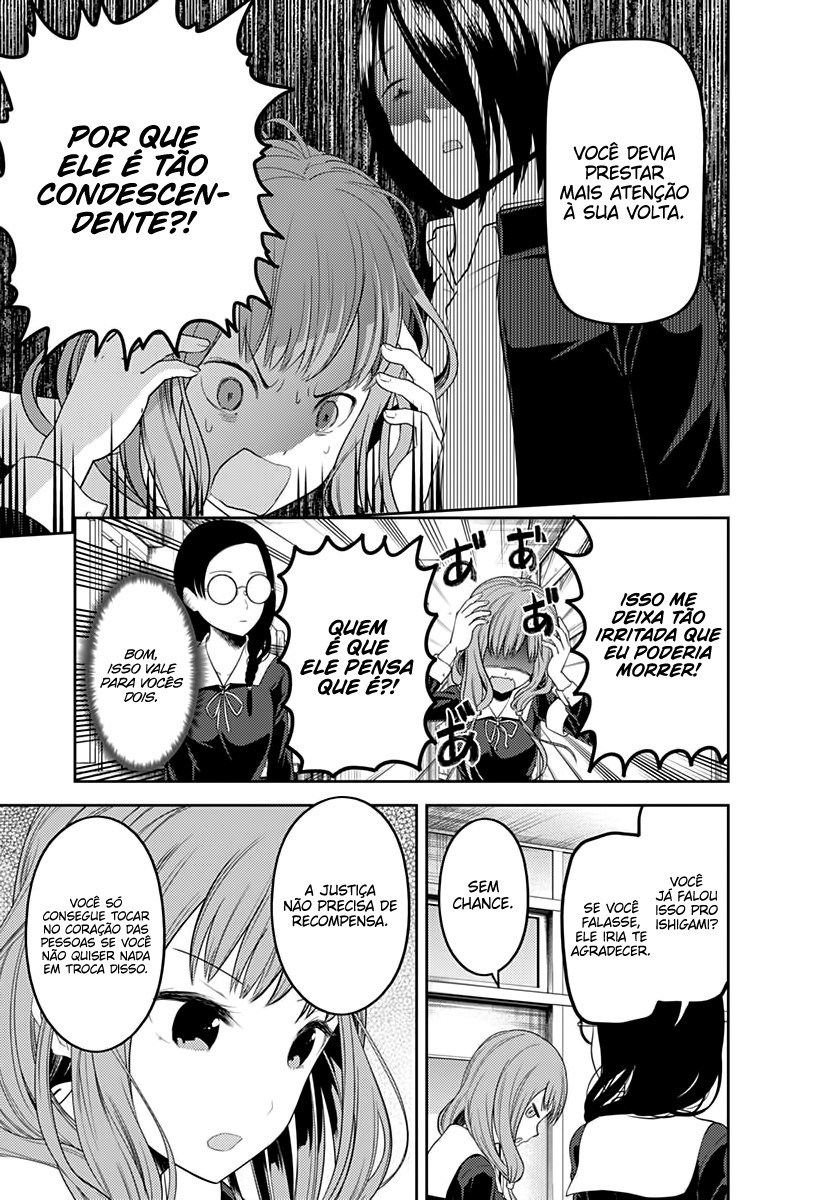 VOCÊ DEVIA
PRESTAR
MAIS ATENÇÃO
À SUA VOLTA.
POR QUE
ELE É TÃO
CONDESCEN-
DENTE?!
ISSO ME
DEIXA TÃO
IRRITADA QUE
EU PODERIA
MORRER!
あ゛
あ゛
あ゛
あ゛
QUEM
É QUE
ELE PENSA
QUE É?!
BOM,
ISSO VALE
PARA VOCÊS
DOIS.
VOCÊ
JÁ FALOU
ISSO PRO
ISHIGAMI?
SE VOCÊ
FALASSE,
ELE IRIA TE
AGRADECER.
SEM
CHANCE.
A JUSTIÇA
NÃO PRECISA DE
RECOMPENSA.
VOCÊ SÓ
CONSEGUE TOCAR
NO CORAÇÃO DAS
PESSOAS SE VOCÊ
NÃO QUISER NADA
EM TROCA DISSO.